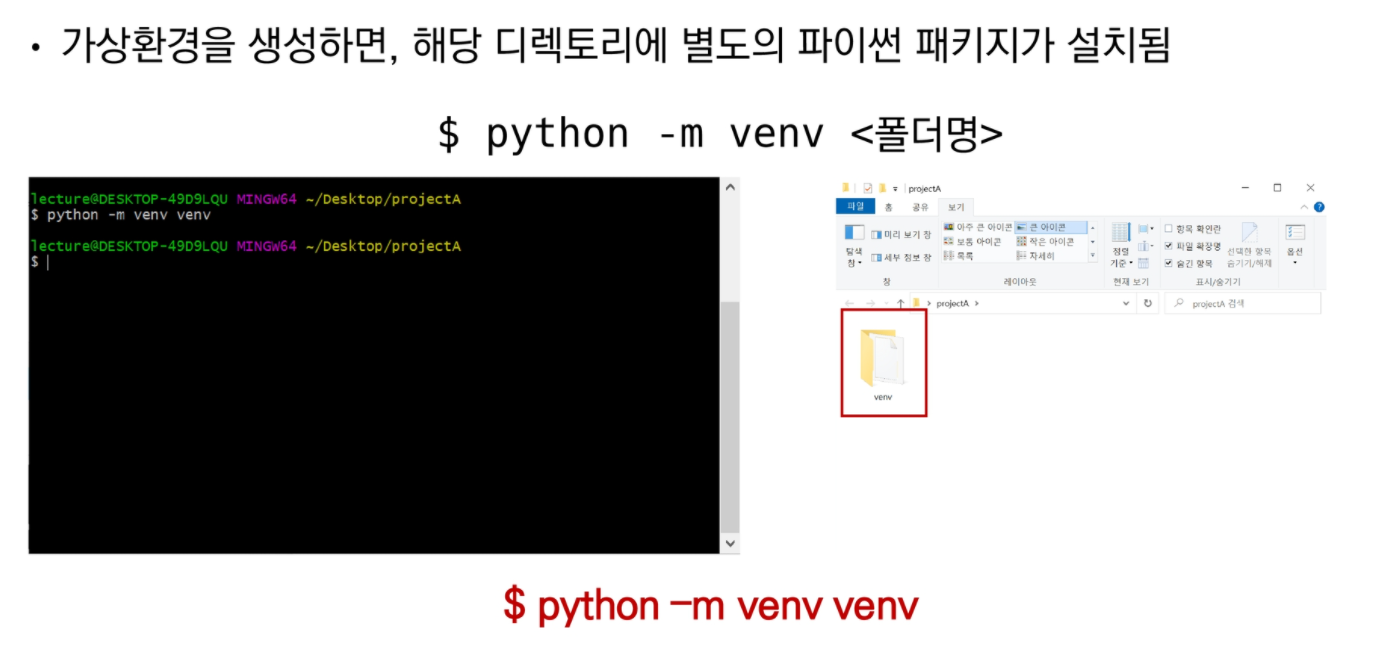 • 가상환경을 생성하면, 해당 디렉토리에 별도의 파이썬 패키지가 설치됨
$ python -m venv <폴더명>
lecture@DESKTOP-49D9LQU MINGW64 ~/Desktop/projectA
$ python -m venv venv
lecture@DESKTOP-49D9LQU MINGW64 ~/Desktop/projectA
$
projectA
파일 홈 공유 보기
탐색
창
미리 보기 창
세부 정보 창
창
아주 큰 아이콘 큰 아이콘
보통 아이콘 작은 아이콘
목록 자세히
레이아웃
정렬
기준
현재 보기
항목 확인란
파일 확장명
숨긴 항목
선택한 항목
숨기기/해제
표시/숨기기
옵션
projectA
projectA 검색
venv
$ python –m venv venv